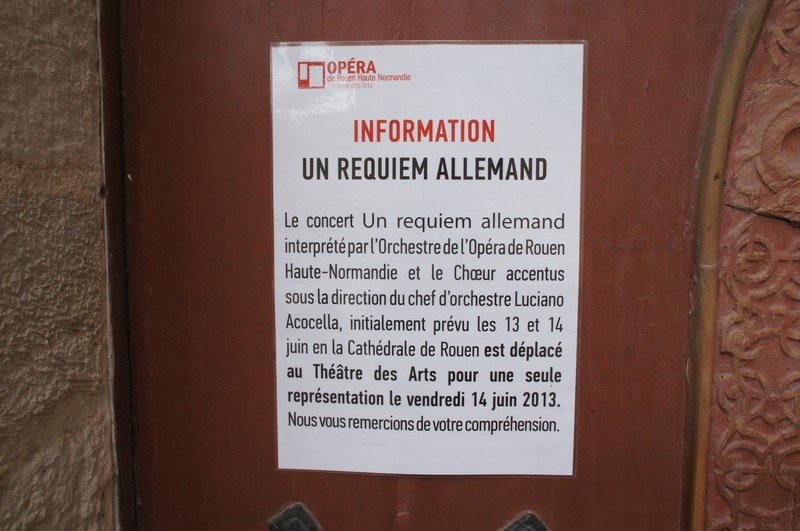 OPÉRA
de Rouen Haute Normandie
Théâtre des Arts
INFORMATION
UN REQUIEM ALLEMAND
Le concert Un requiem allemand
interprété par l'Orchestre de l'Opéra de Rouen
Haute-Normandie et le Chœur accentus
sous la direction du chef d'orchestre Luciano
Acocella, initialement prévu les 13 et 14
juin en la Cathédrale de Rouen est déplacé
au Théâtre des Arts pour une seule
représentation le vendredi 14 juin 2013.
Nous vous remercions de votre compréhension.